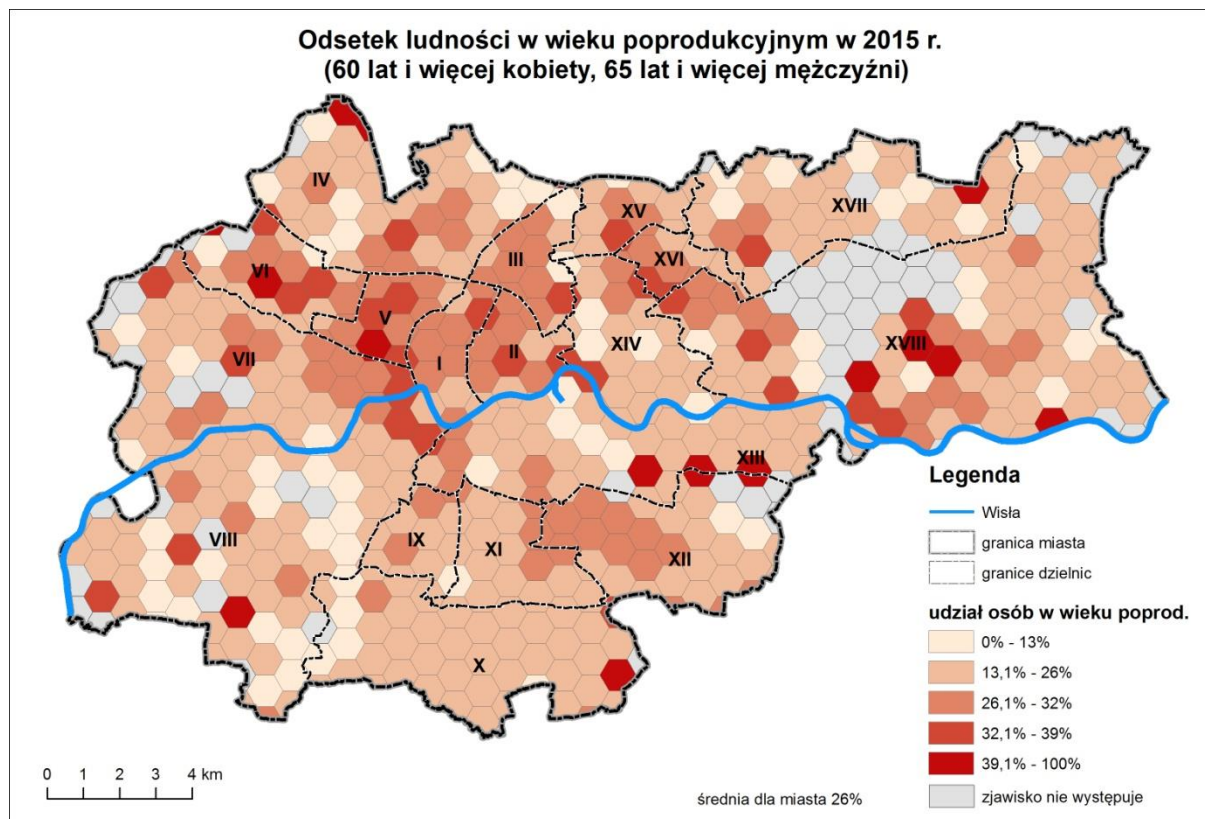 Odsetek ludności w wieku poprodukcyjnym w 2015 r.
(60 lat i więcej kobiety, 65 lat i więcej mężczyźni)
IV
XV
XVII
III
XVI
VI
V
XIV
XVIII
VII
I
II
XIII
VIII
IX
XI
XII
X
Legenda
Wisła
granica miasta
granice dzielnic
udział osób w wieku poprod.
0% - 13%
13,1% - 26%
26,1% - 32%
32,1% - 39%
39,1% - 100%
zjawisko nie występuje
0 1 2 3 4 km
średnia dla miasta 26%